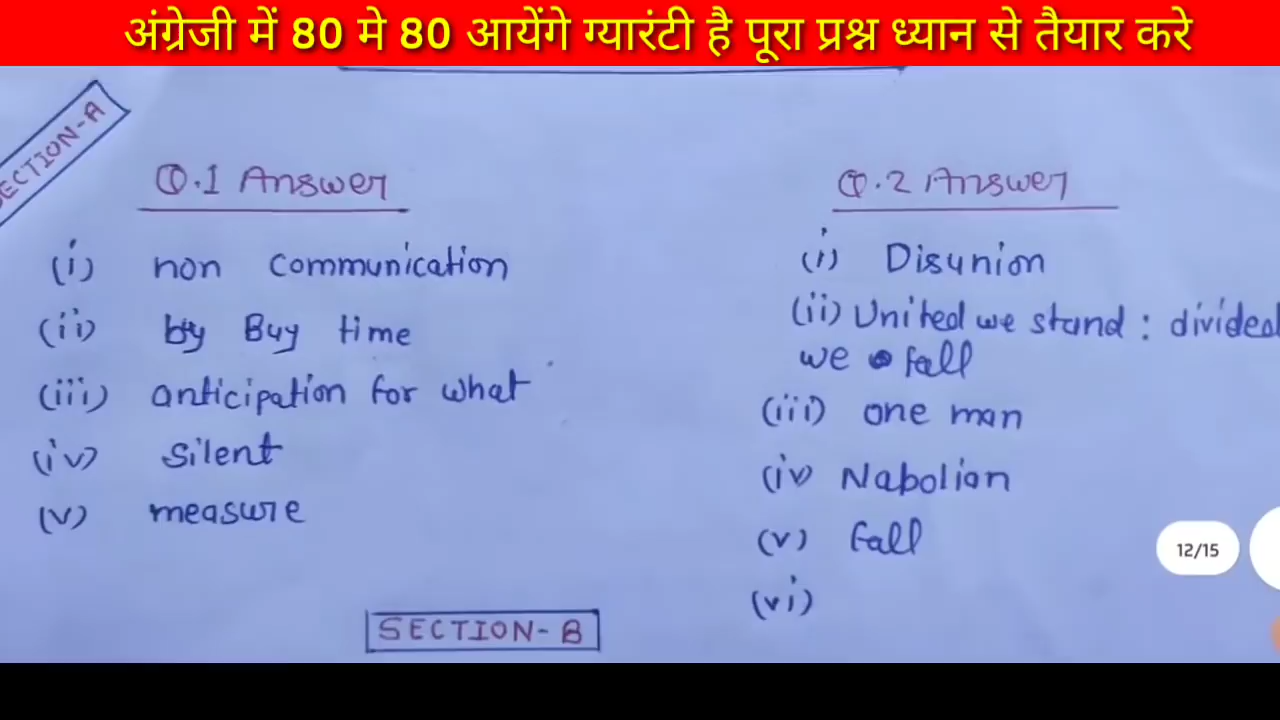 अंग्रेजी में 80 मे 80 आयेंगे ग्यारंटी है पूरा प्रश्न ध्यान से तैयार करे
SECTION-A
Q.1 Answer
(i) non communication
(ii) by Buy time
(iii) anticipation for what
(iv) silent
(v) measure
Q.2 Answer
(i) Disunion
(ii) United we stand : divided
we fall
(iii) one man
(iv) Nabolian
(v) fall
(vi)
12/15
SECTION-B